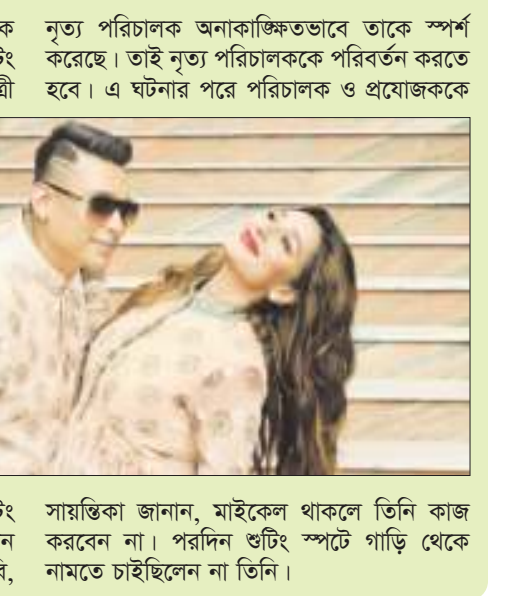 নৃত্য পরিচালক অনাকাঙ্ক্ষিতভাবে তাকে স্পর্শ
করেছে। তাই নৃত্য পরিচালককে পরিবর্তন করতে
হবে। এ ঘটনার পরে পরিচালক ও প্রযোজককে
সায়ন্তিকা জানান, মাইকেল থাকলে তিনি কাজ
করবেন না। পরদিন শুটিং স্পটে গাড়ি থেকে
নামতে চাইছিলেন না তিনি।